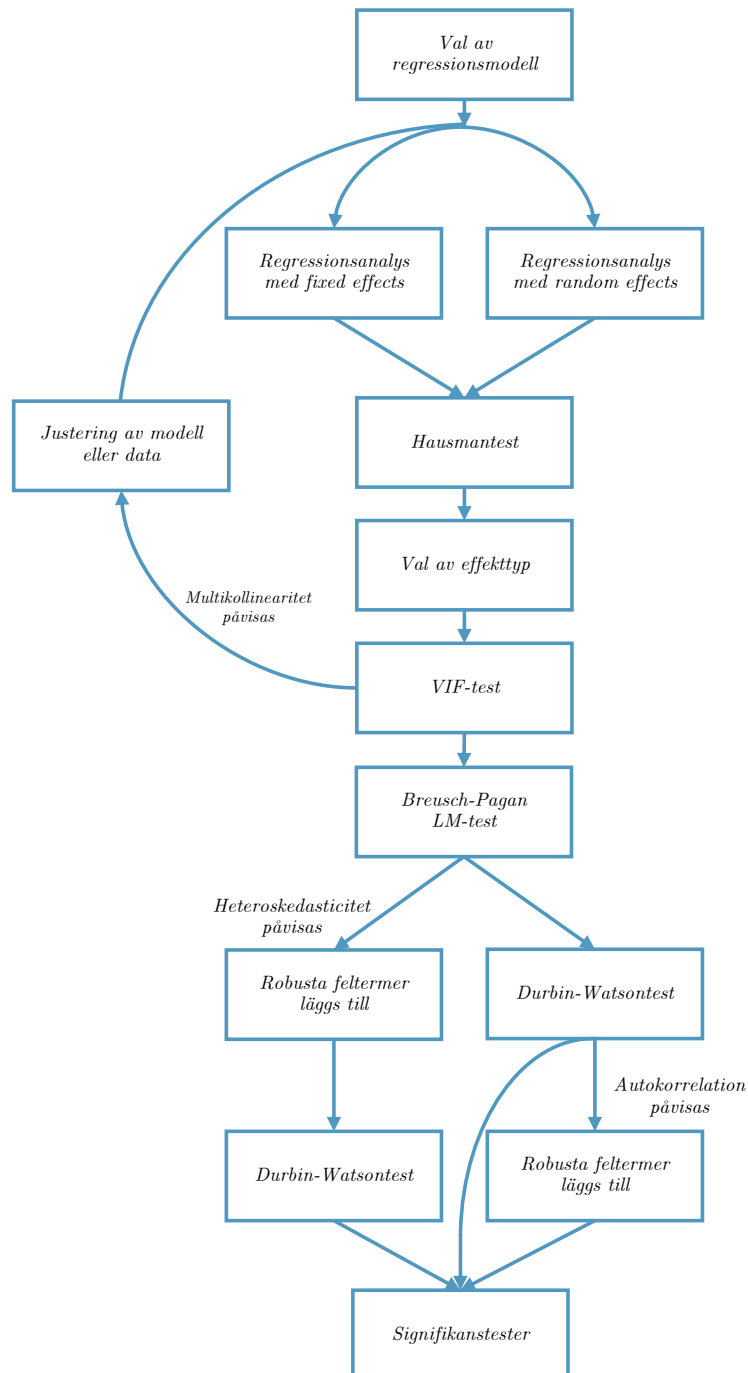 Val av
regressionsmodell
Regressionsanalys
med fixed effects
Regressionsanalys
med random effects
Justering av modell
eller data
Hausmantest
Val av effekttyp
Multikollinearitet
påvisas
VIF-test
Breusch-Pagan
LM-test
Heteroskedasticitet
påvisas
Robusta feltermer
läggs till
Durbin-Watsontest
Autokorrelation
påvisas
Durbin-Watsontest
Robusta feltermer
läggs till
Signifikanstester